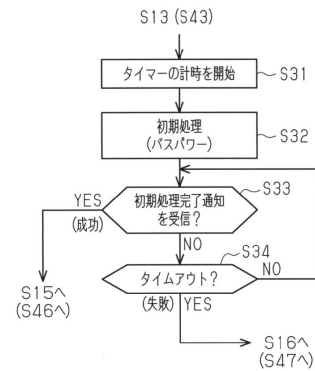 S13(S43)
タイマーの計時を開始
S31
初期処理
(バスパワー)
S32
初期処理完了通知
を受信?
S33
YES
(成功)
NO
S15へ
(S46へ)
タイムアウト?
S34
NO
(失敗)
YES
S16へ
(S47へ)